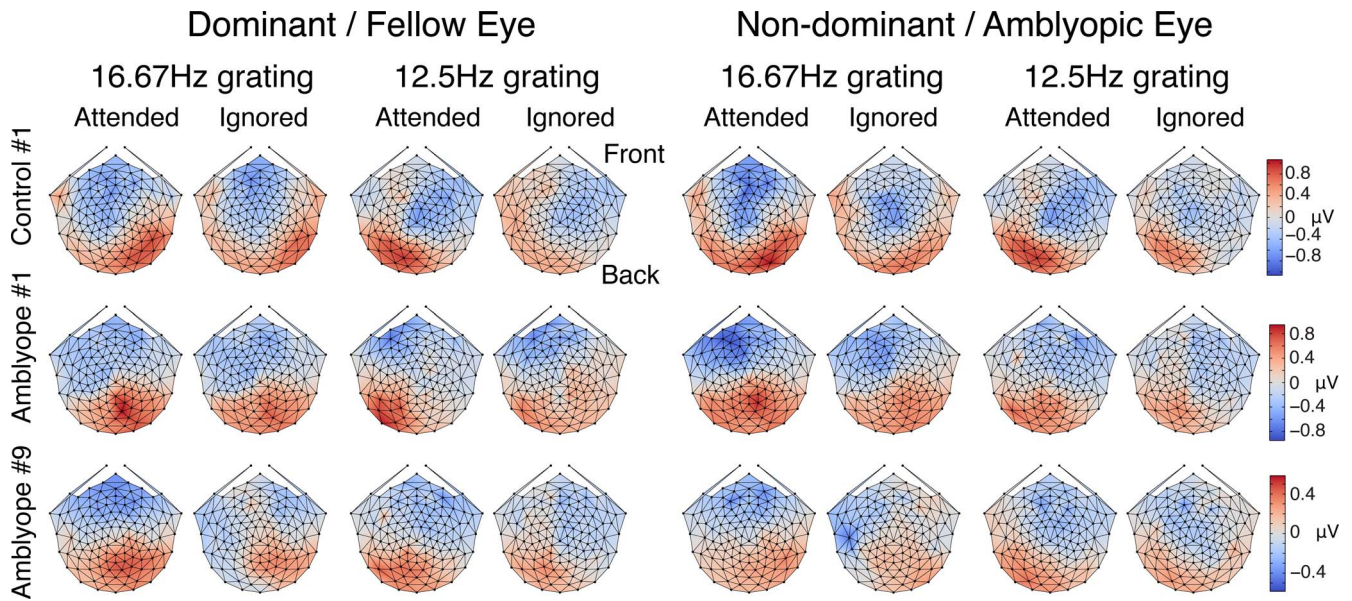 Dominant / Fellow Eye Non-dominant / Amblyopic Eye
16.67Hz grating 12.5Hz grating 16.67Hz grating 12.5Hz grating
Attended Ignored Attended Ignored Attended Ignored Attended Ignored
Control #1
Front
Back
0.8
0.4
0 µV
−0.4
−0.8
Amblyope #1
0.8
0.4
0 µV
−0.4
−0.8
Amblyope #9
0.4
0 µV
−0.4